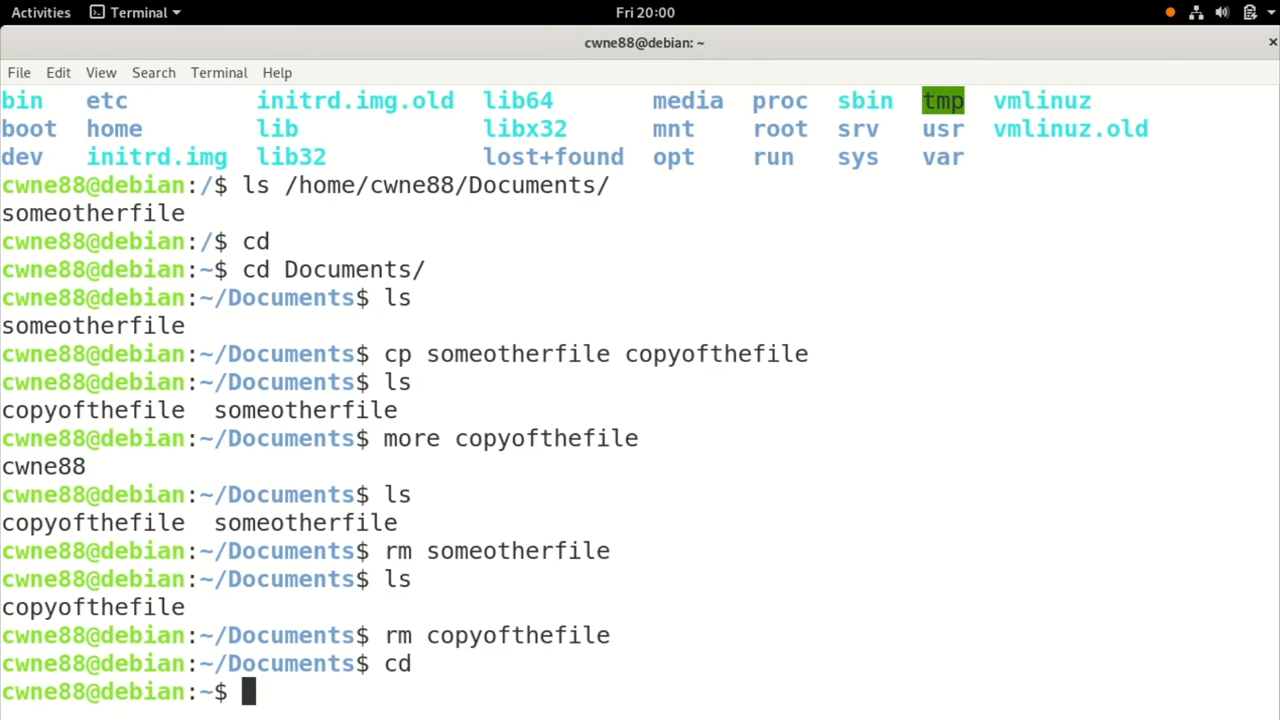 Activities Terminal Fri 20:00
cwne88@debian: ~
File Edit View Search Terminal Help
bin etc initrd.img.old lib64 media proc sbin tmp vmlinuz
boot home lib libx32 mnt root srv usr vmlinuz.old
dev initrd.img lib32 lost+found opt run sys var
cwne88@debian:/$ ls /home/cwne88/Documents/
someotherfile
cwne88@debian:/$ cd
cwne88@debian:~$ cd Documents/
cwne88@debian:~/Documents$ ls
someotherfile
cwne88@debian:~/Documents$ cp someotherfile copyofthefile
cwne88@debian:~/Documents$ ls
copyofthefile someotherfile
cwne88@debian:~/Documents$ more copyofthefile
cwne88
cwne88@debian:~/Documents$ ls
copyofthefile someotherfile
cwne88@debian:~/Documents$ rm someotherfile
cwne88@debian:~/Documents$ ls
copyofthefile
cwne88@debian:~/Documents$ rm copyofthefile
cwne88@debian:~/Documents$ cd
cwne88@debian:~$